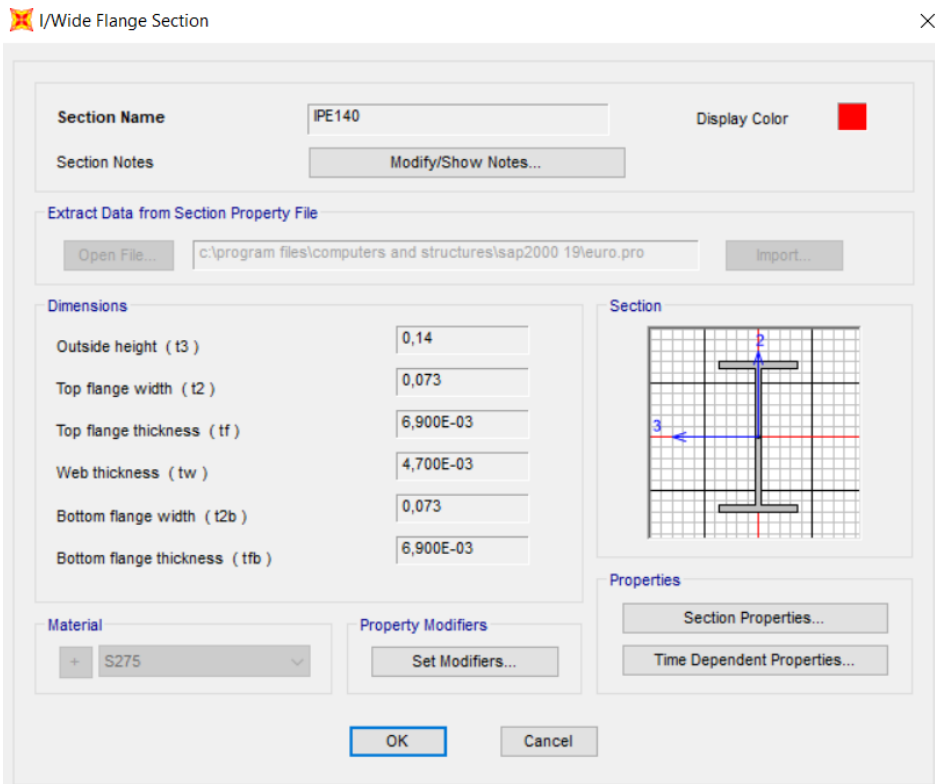 I/Wide Flange Section
Section Name IPE140 Display Color
Section Notes Modify/Show Notes...
Extract Data from Section Property File
Open File... c:\program files\computers and structures\sap2000 19\euro.pro Import...
Dimensions
Outside height ( t3 ) 0,14
Top flange width ( t2 ) 0,073
Top flange thickness ( tf ) 6,900E-03
Web thickness ( tw ) 4,700E-03
Bottom flange width ( t2b ) 0,073
Bottom flange thickness ( tfb ) 6,900E-03
Section
2
3
Material
+ S275
Property Modifiers
Set Modifiers...
Properties
Section Properties...
Time Dependent Properties...
OK Cancel